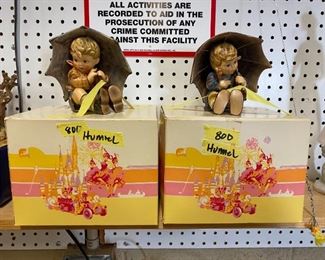 ALL ACTIVITIES ARE
RECORDED TO AID IN THE
PROSECUTION OF ANY
CRIME COMMITTED
AGAINST THIS FACILITY
800
Hummel
800
Hummel